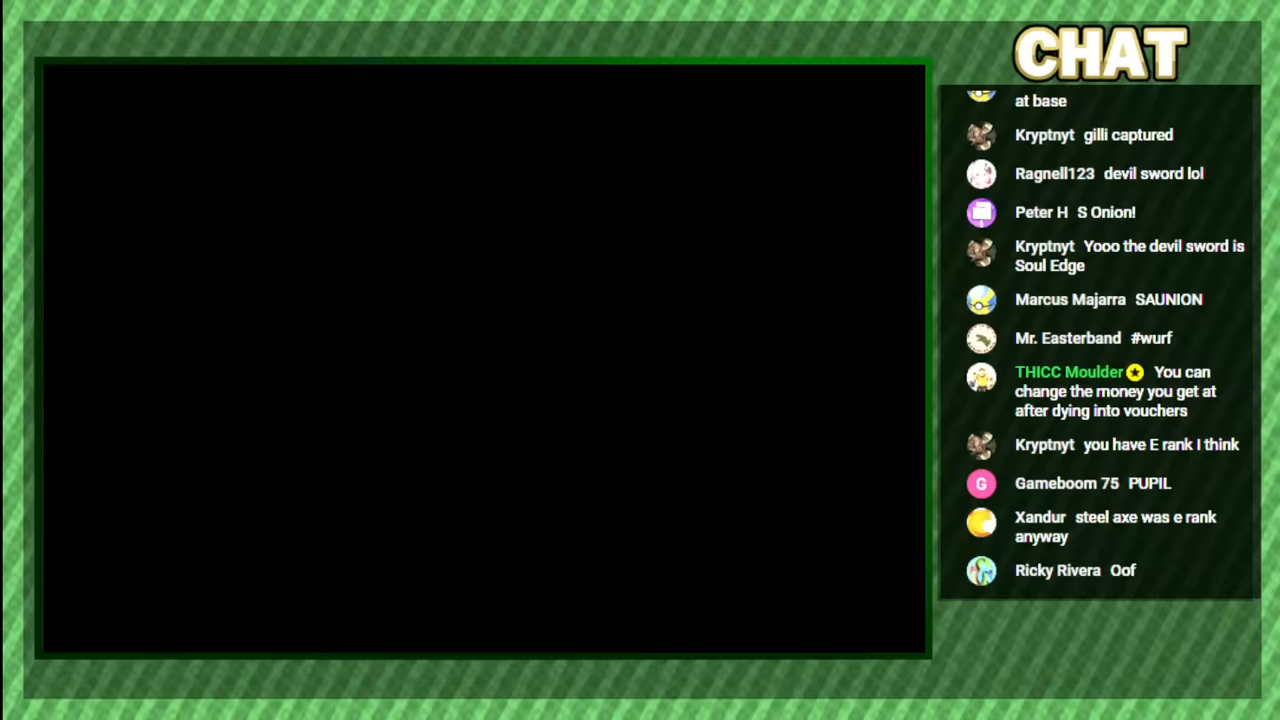 CHAT
at base
Kryptnyt gilli captured
Ragnell123 devil sword lol
Peter H S Onion!
Kryptnyt Yooo the devil sword is
Soul Edge
Marcus Majarra SAUNION
Mr. Easterband #wurf
THICC Moulder You can
change the money you get at
after dying into vouchers
Kryptnyt you have E rank I think
G
Gameboom 75 PUPIL
Xandur steel axe was e rank
anyway
Ricky Rivera Oof